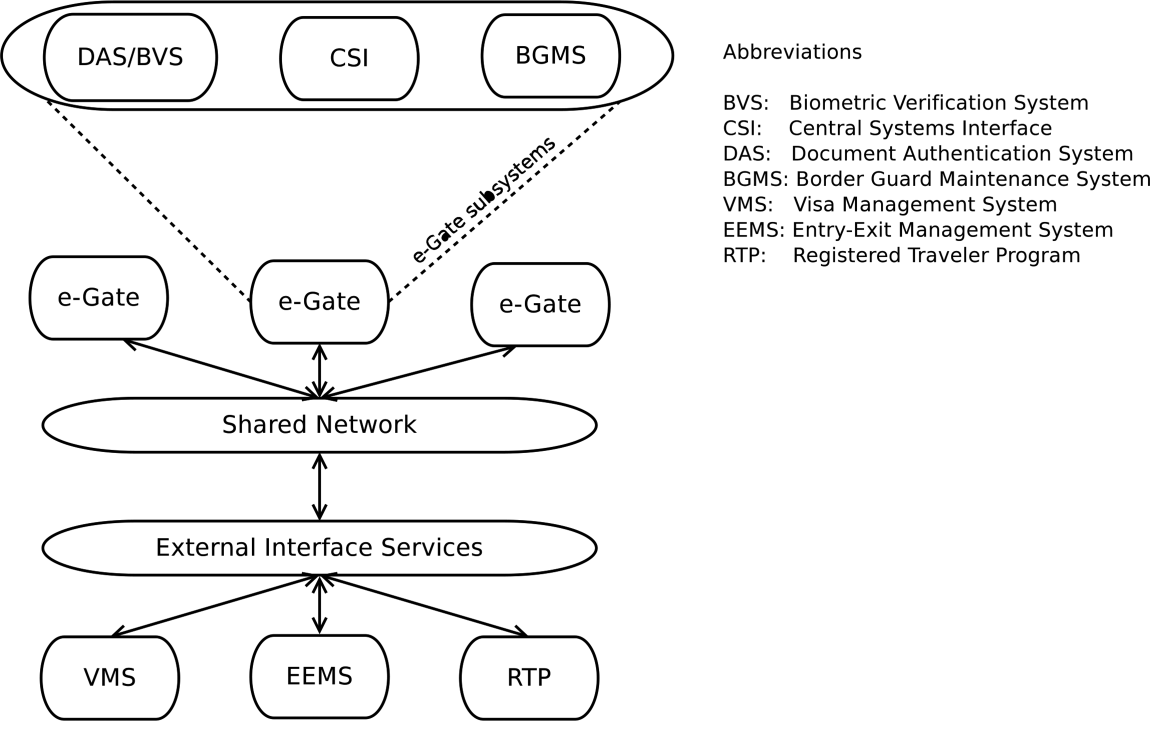 DAS/BVS
CSI
BGMS
Abbreviations
BVS: Biometric Verification System
CSI: Central Systems Interface
DAS: Document Authentication System
BGMS: Border Guard Maintenance System
VMS: Visa Management System
EEMS: Entry-Exit Management System
RTP: Registered Traveler Program
e-Gate subsystems
e-Gate
e-Gate
e-Gate
Shared Network
External Interface Services
VMS
EEMS
RTP